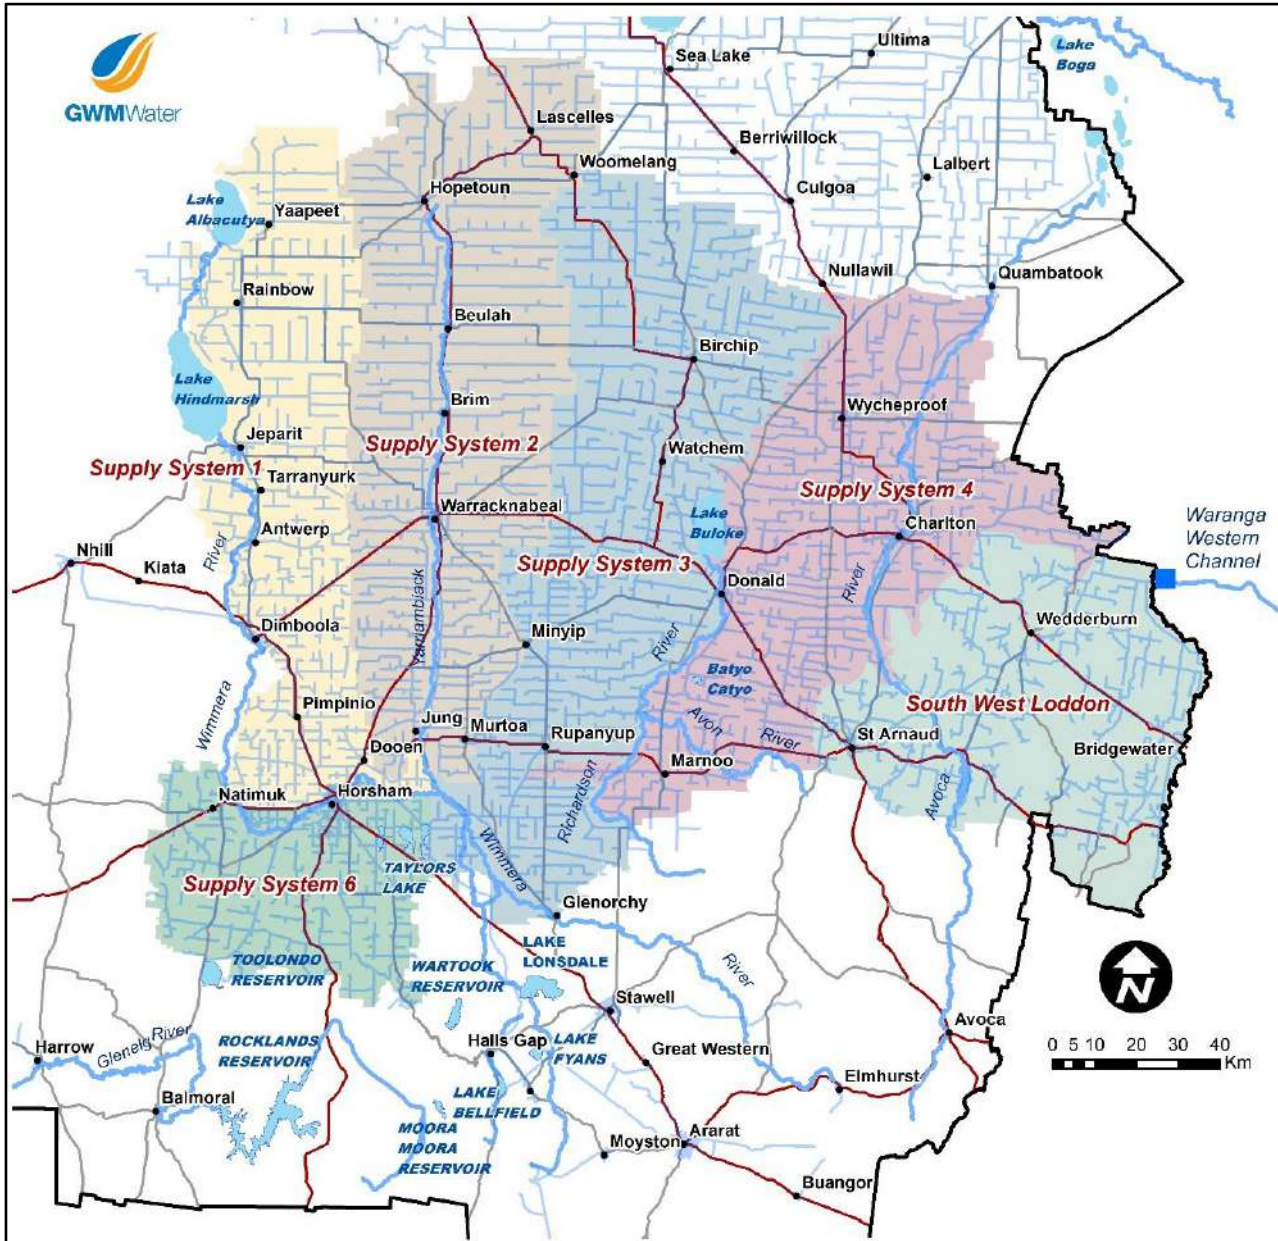 Ultima
Lake
Boga
Sea Lake
GWMWater
Lascelles
Berriwillock
Woomelang
Lalbert
Hopetoun
Culgoa
Lake
Albacutya
Yaapeet
Nullawil
Quambatook
Rainbow
Beulah
Birchip
Lake
Hindmarsh
Brim
Wycheproof
Jeparit
Supply System 2
Watchem
Supply System 1
Tarranyurk
Supply System 4
Warracknabeal
Lake
Buloke
Charlton
Waranga
Western
Channel
Antwerp
River
Nhill
Kiata
Supply System 3
Donald
River
Yarriambiack
Dimboola
Minyip
River
Wedderburn
Batyo
Catyo
Wimmera
Pimpinio
South West Loddon
Jung
Murtoa
Rupanyup
Avon
River
St Arnaud
Bridgewater
Dooen
Marnoo
Natimuk
Horsham
Richardson
Avoca
Wimmera
TAYLORS
LAKE
Supply System 6
Glenorchy
LAKE
LONSDALE
TOOLONDO
RESERVOIR
WARTOOK
RESERVOIR
River
N
Stawell
Avoca
Harrow
Glenelg River
ROCKLANDS
RESERVOIR
Halls Gap
LAKE
FYANS
Great Western
0 5 10 20 30 40
Km
Elmhurst
Balmoral
LAKE
BELLFIELD
MOORA
MOORA
RESERVOIR
Moyston
Ararat
Buangor